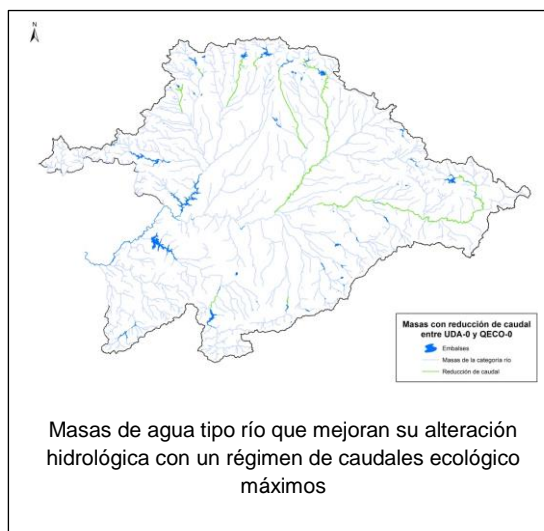 N
Masas con reducción de caudal
entre UDA-0 y QECO-0
Embalses
Masas de la categoría río
Reducción de caudal
Masas de agua tipo río que mejoran su alteración
hidrológica con un régimen de caudales ecológico
máximos